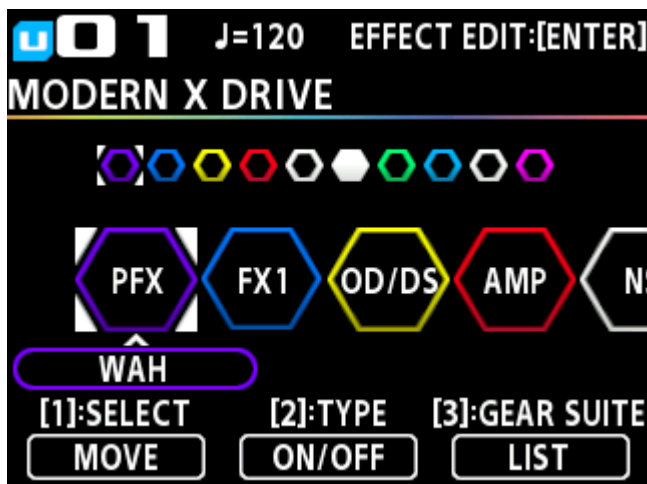 U01 ♩=120 EFFECT EDIT:[ENTER]
MODERN X DRIVE
PFX FX1 OD/DS AMP
WAH
[1]:SELECT [2]:TYPE [3]:GEAR SUITE
MOVE ON/OFF LIST